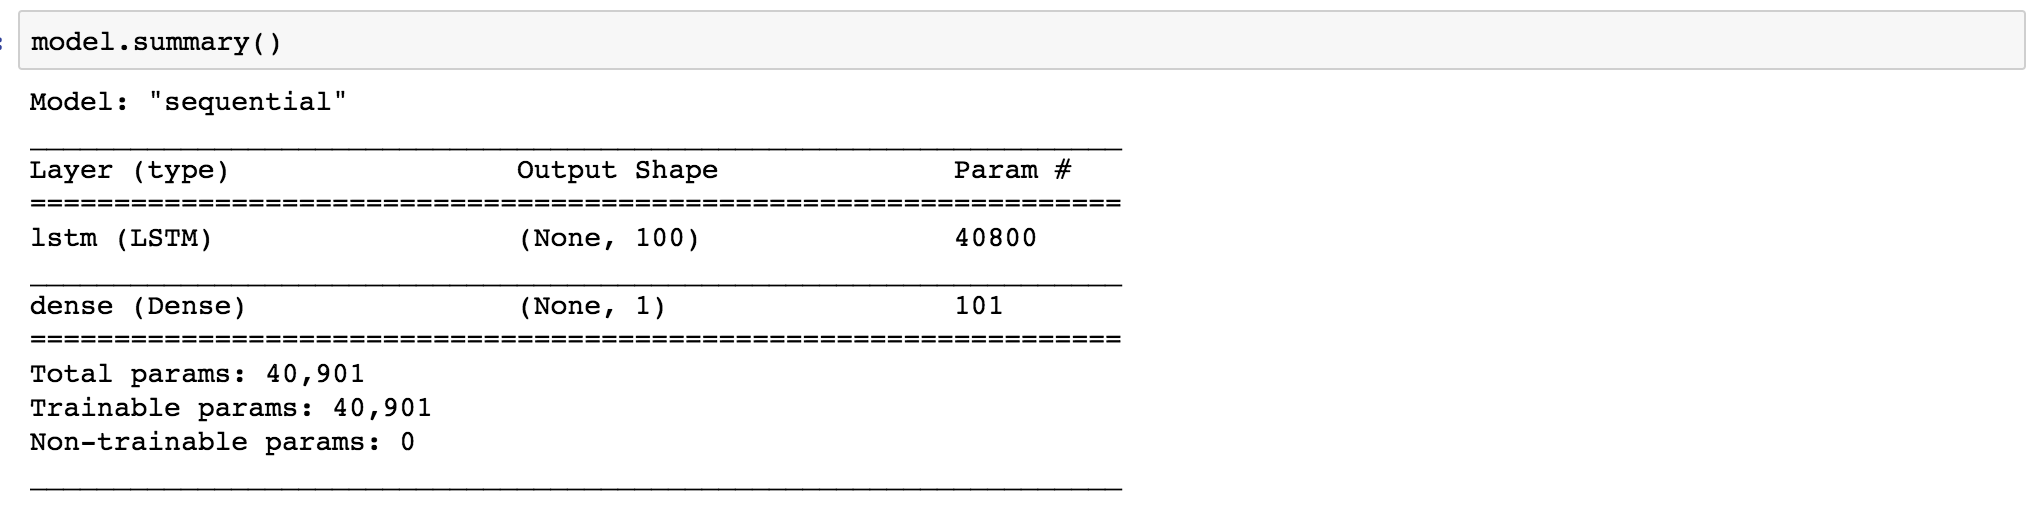 model.summary()
Model: "sequential"
_________________________________________________________________
Layer (type)                 Output Shape              Param #
=================================================================
lstm (LSTM)                  (None, 100)               40800
_________________________________________________________________
dense (Dense)                (None, 1)                 101
=================================================================
Total params: 40,901
Trainable params: 40,901
Non-trainable params: 0
_________________________________________________________________